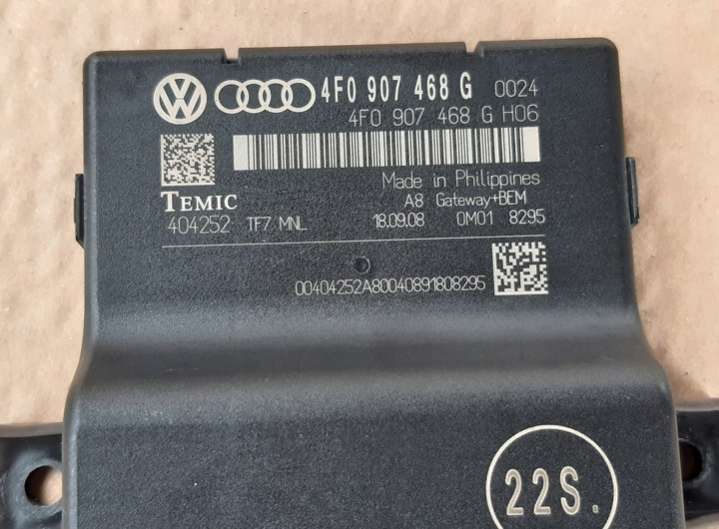 4F0 907 468 G 0024
4F0 907 468 G H06
Made in Philippines
TEMIC
A8 Gateway+BEM
404252 TF7 MNL 18.09.08 0M01 8295
00404252A80040891808295
22S.